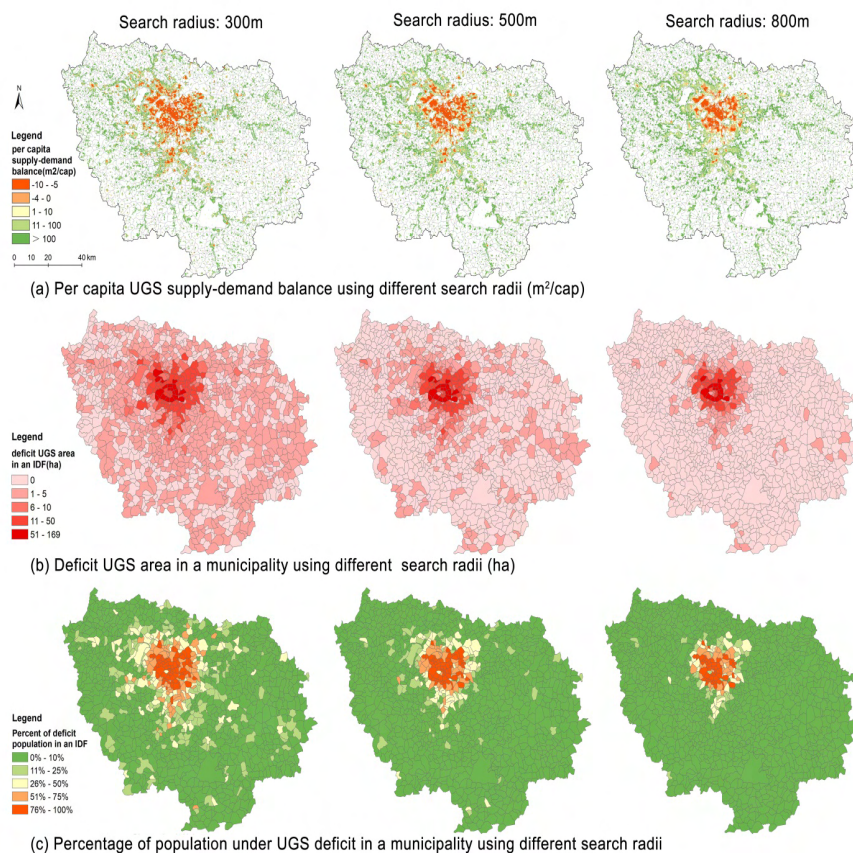 Search radius: 300m
Search radius: 500m
Search radius: 800m
N
Legend
per capita
supply-demand
balance(m2/cap)
-10 - -5
-4 - 0
1 - 10
11 - 100
> 100
0 10 20 40 km
(a) Per capita UGS supply-demand balance using different search radii (m²/cap)
Legend
deficit UGS area
in an IDF(ha)
0
1 - 5
6 - 10
11 - 50
51 - 169
(b) Deficit UGS area in a municipality using different search radii (ha)
Legend
Percent of deficit
population in an IDF
0% - 10%
11% - 25%
26% - 50%
51% - 75%
76% - 100%
(c) Percentage of population under UGS deficit in a municipality using different search radii